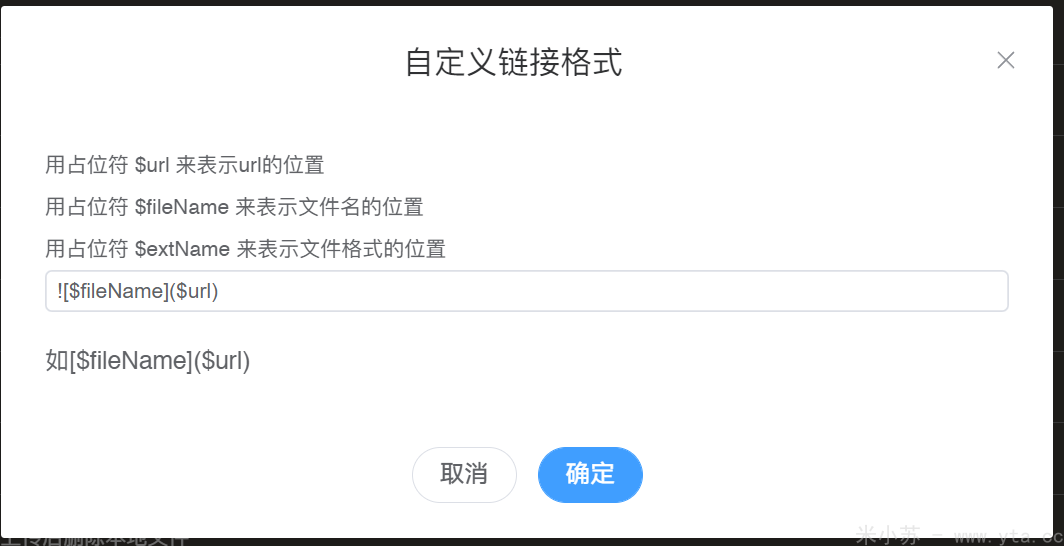 自定义链接格式
用占位符 $url 来表示url的位置
用占位符 $fileName 来表示文件名的位置
用占位符 $extName 来表示文件格式的位置
![$fileName]($url)
如[$fileName]($url)
取消
确定
上传后删除本地文件
米小苏 - www.yta.co